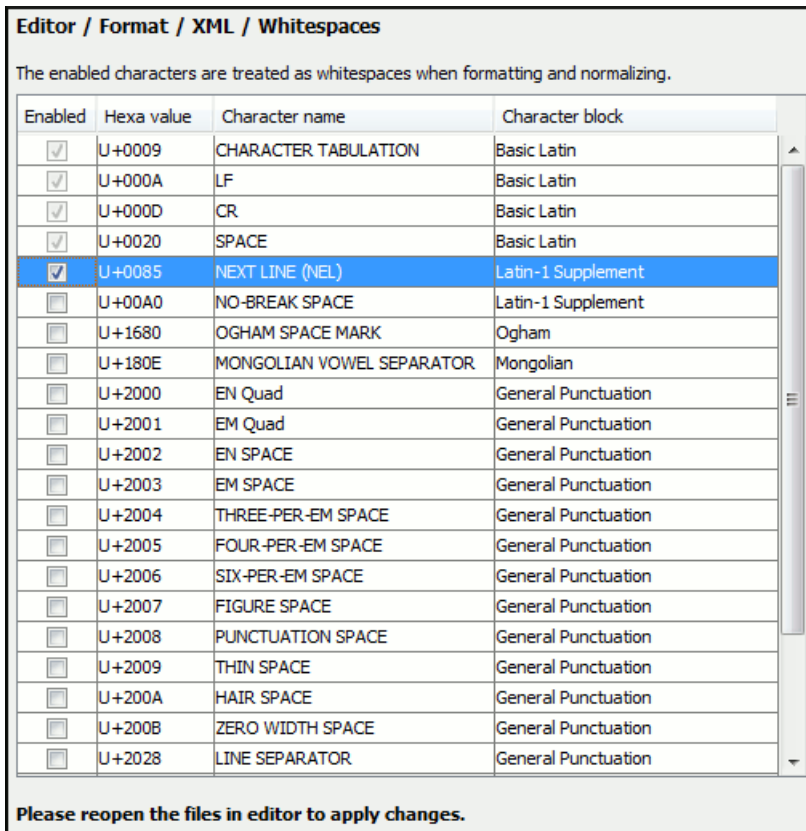 Editor / Format / XML / Whitespaces
The enabled characters are treated as whitespaces when formatting and normalizing.
Enabled Hexa value Character name Character block
U+0009 CHARACTER TABULATION Basic Latin
U+000A LF Basic Latin
U+000D CR Basic Latin
U+0020 SPACE Basic Latin
U+0085 NEXT LINE (NEL) Latin-1 Supplement
U+00A0 NO-BREAK SPACE Latin-1 Supplement
U+1680 OGHAM SPACE MARK Ogham
U+180E MONGOLIAN VOWEL SEPARATOR Mongolian
U+2000 EN Quad General Punctuation
U+2001 EM Quad General Punctuation
U+2002 EN SPACE General Punctuation
U+2003 EM SPACE General Punctuation
U+2004 THREE-PER-EM SPACE General Punctuation
U+2005 FOUR-PER-EM SPACE General Punctuation
U+2006 SIX-PER-EM SPACE General Punctuation
U+2007 FIGURE SPACE General Punctuation
U+2008 PUNCTUATION SPACE General Punctuation
U+2009 THIN SPACE General Punctuation
U+200A HAIR SPACE General Punctuation
U+200B ZERO WIDTH SPACE General Punctuation
U+2028 LINE SEPARATOR General Punctuation
Please reopen the files in editor to apply changes.